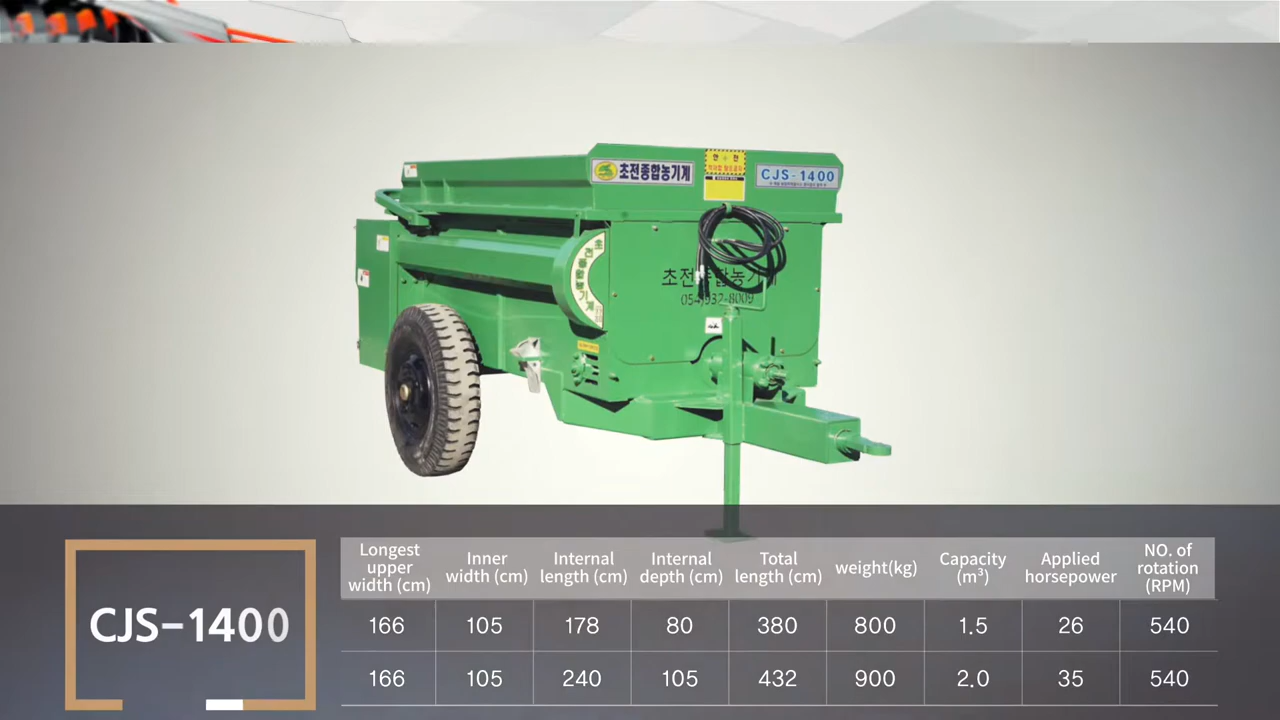 초전종합농기계
안 전
CJS-1400
초전종합농기계
초전종합농기계
(054)932-8009
CJS-1400
Longest upper width (cm)
Inner width (cm)
Internal length (cm)
Internal depth (cm)
Total length (cm)
weight(kg)
Capacity (m³)
Applied horsepower
NO. of rotation (RPM)
166 105 178 80 380 800 1.5 26 540
166 105 240 105 432 900 2.0 35 540